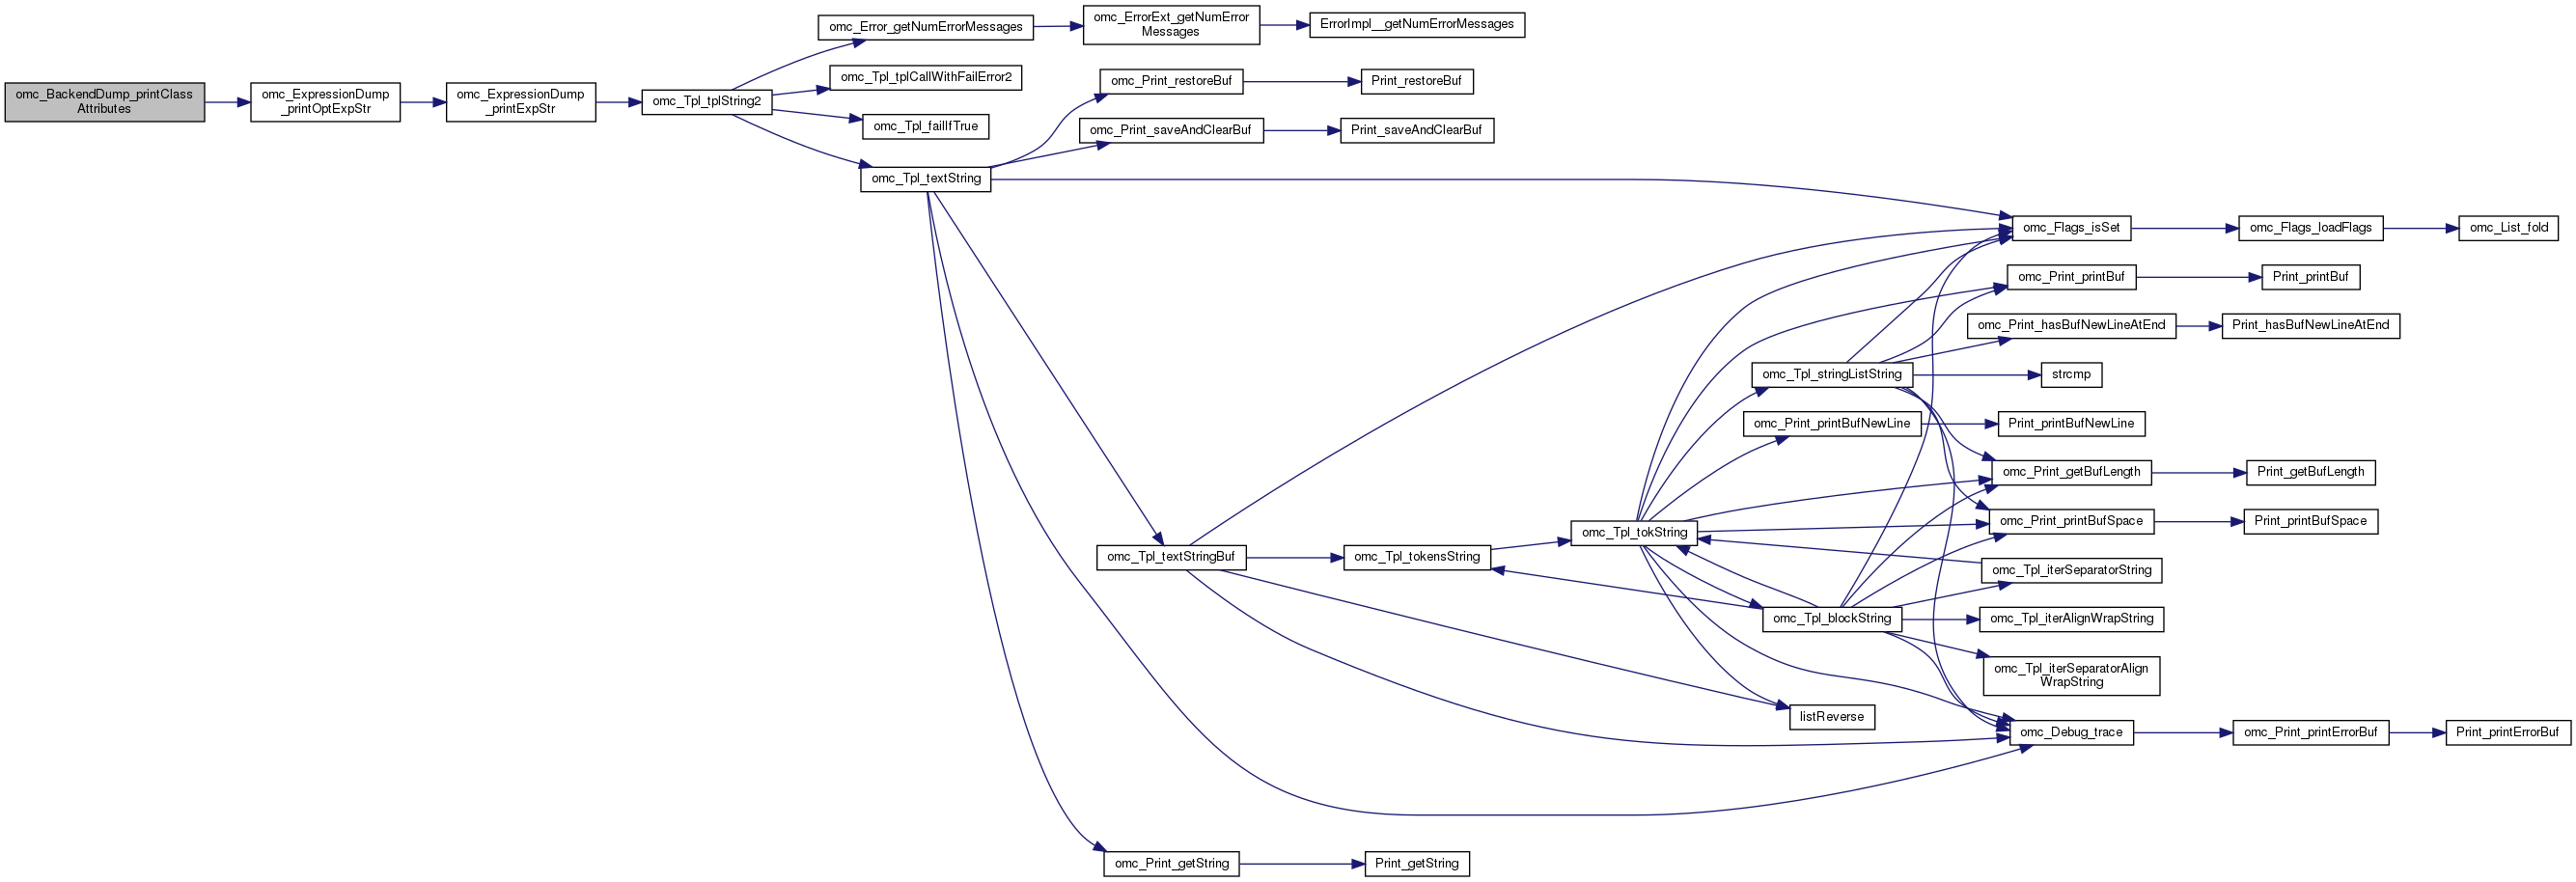 omc_BackendDump_printClass
Attributes
omc_ExpressionDump
_printOptExpStr
omc_ExpressionDump
_printExpStr
omc_Tpl_tplString2
omc_Error_getNumErrorMessages
omc_ErrorExt_getNumError
Messages
ErrorImpl__getNumErrorMessages
omc_Tpl_tplCallWithFailError2
omc_Tpl_failIfTrue
omc_Tpl_textString
omc_Print_restoreBuf
Print_restoreBuf
omc_Print_saveAndClearBuf
Print_saveAndClearBuf
omc_Flags_isSet
omc_Flags_loadFlags
omc_List_fold
omc_Print_printBuf
Print_printBuf
omc_Print_hasBufNewLineAtEnd
Print_hasBufNewLineAtEnd
omc_Tpl_stringListString
strcmp
omc_Print_printBufNewLine
Print_printBufNewLine
omc_Print_getBufLength
Print_getBufLength
omc_Print_printBufSpace
Print_printBufSpace
omc_Tpl_tokString
omc_Tpl_textStringBuf
omc_Tpl_tokensString
omc_Tpl_iterSeparatorString
omc_Tpl_blockString
omc_Tpl_iterAlignWrapString
omc_Tpl_iterSeparatorAlign
WrapString
listReverse
omc_Debug_trace
omc_Print_printErrorBuf
Print_printErrorBuf
omc_Print_getString
Print_getString